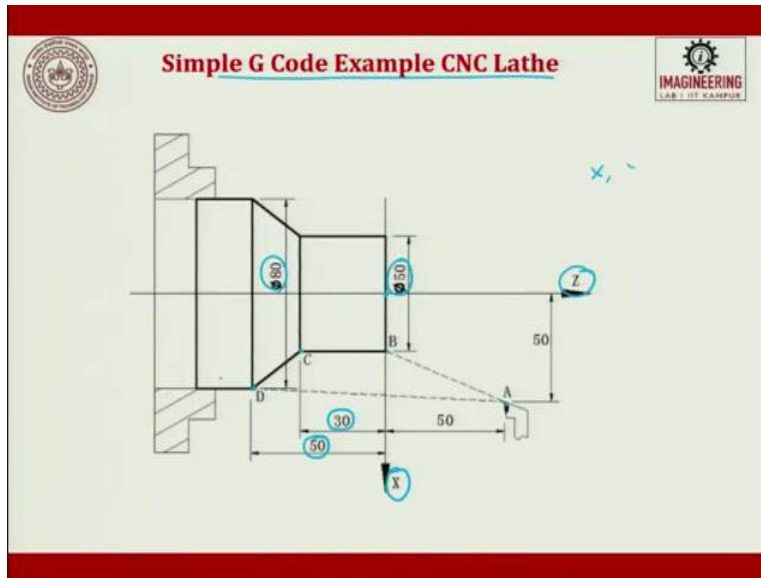 Simple G Code Example CNC Lathe
IMAGINEERING
LAB | IIT KANPUR
x,
ø80
ø50
Z
50
B
C
A
D
30
50
50
X